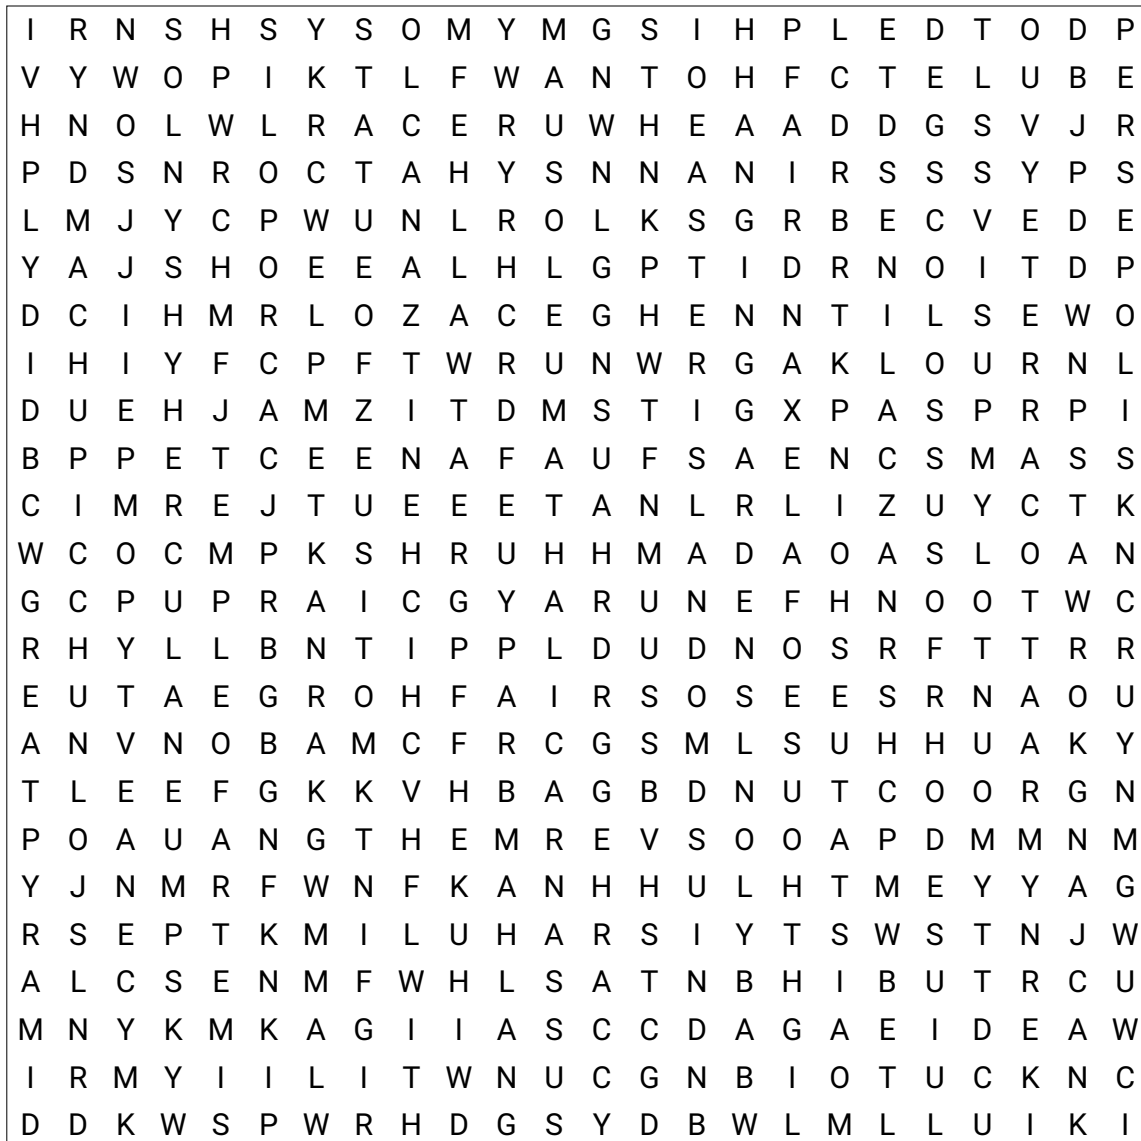 I R N S H S Y S O M Y M G S I H P L E D T O D P
V Y W O P I K T L F W A N T O H F C T E L U B E
H N O L W L R A C E R U W H E A A D D G S V J R
P D S N R O C T A H Y S N N A N I R S S S Y P S
L M J Y C P W U N L R O L K S G R B E C V E D E
Y A J S H O E E A L H L G P T I D R N O I T D P
D C I H M R L O Z A C E G H E N N T I L S E W O
I H I Y F C P F T W R U N W R G A K L O U R N L
D U E H J A M Z I T D M S T I G X P A S P R P I
B P P E T C E E N A F A U F S A E N C S M A S S
C I M R E J T U E E E T A N L R L I Z U Y C T K
W C O C M P K S H R U H H M A D A O A S L O A N
G C P U P R A I C G Y A R U N E F H N O O T W C
R H Y L L B N T I P P L D U D N O S R F T T R R
E U T A E G R O H F A I R S O S E E S R N A O U
A N V N O B A M C F R C G S M L S U H H U A K Y
T L E E F G K K V H B A G B D N U T C O O R G N
P O A U A N G T H E M R E V S O O A P D M M N M
Y J N M R F W N F K A N H H U L H T M E Y Y A G
R S E P T K M I L U H A R S I Y T S W S T N J W
A L C S E N M F W H L S A T N B H I B U T R C U
M N Y K M K A G I I A S C C D A G A E I D E A W
I R M Y I I L I T W N U C G N B I O T U C K N C
D D K W S P W R H D G S Y D B W L M L L U I K I